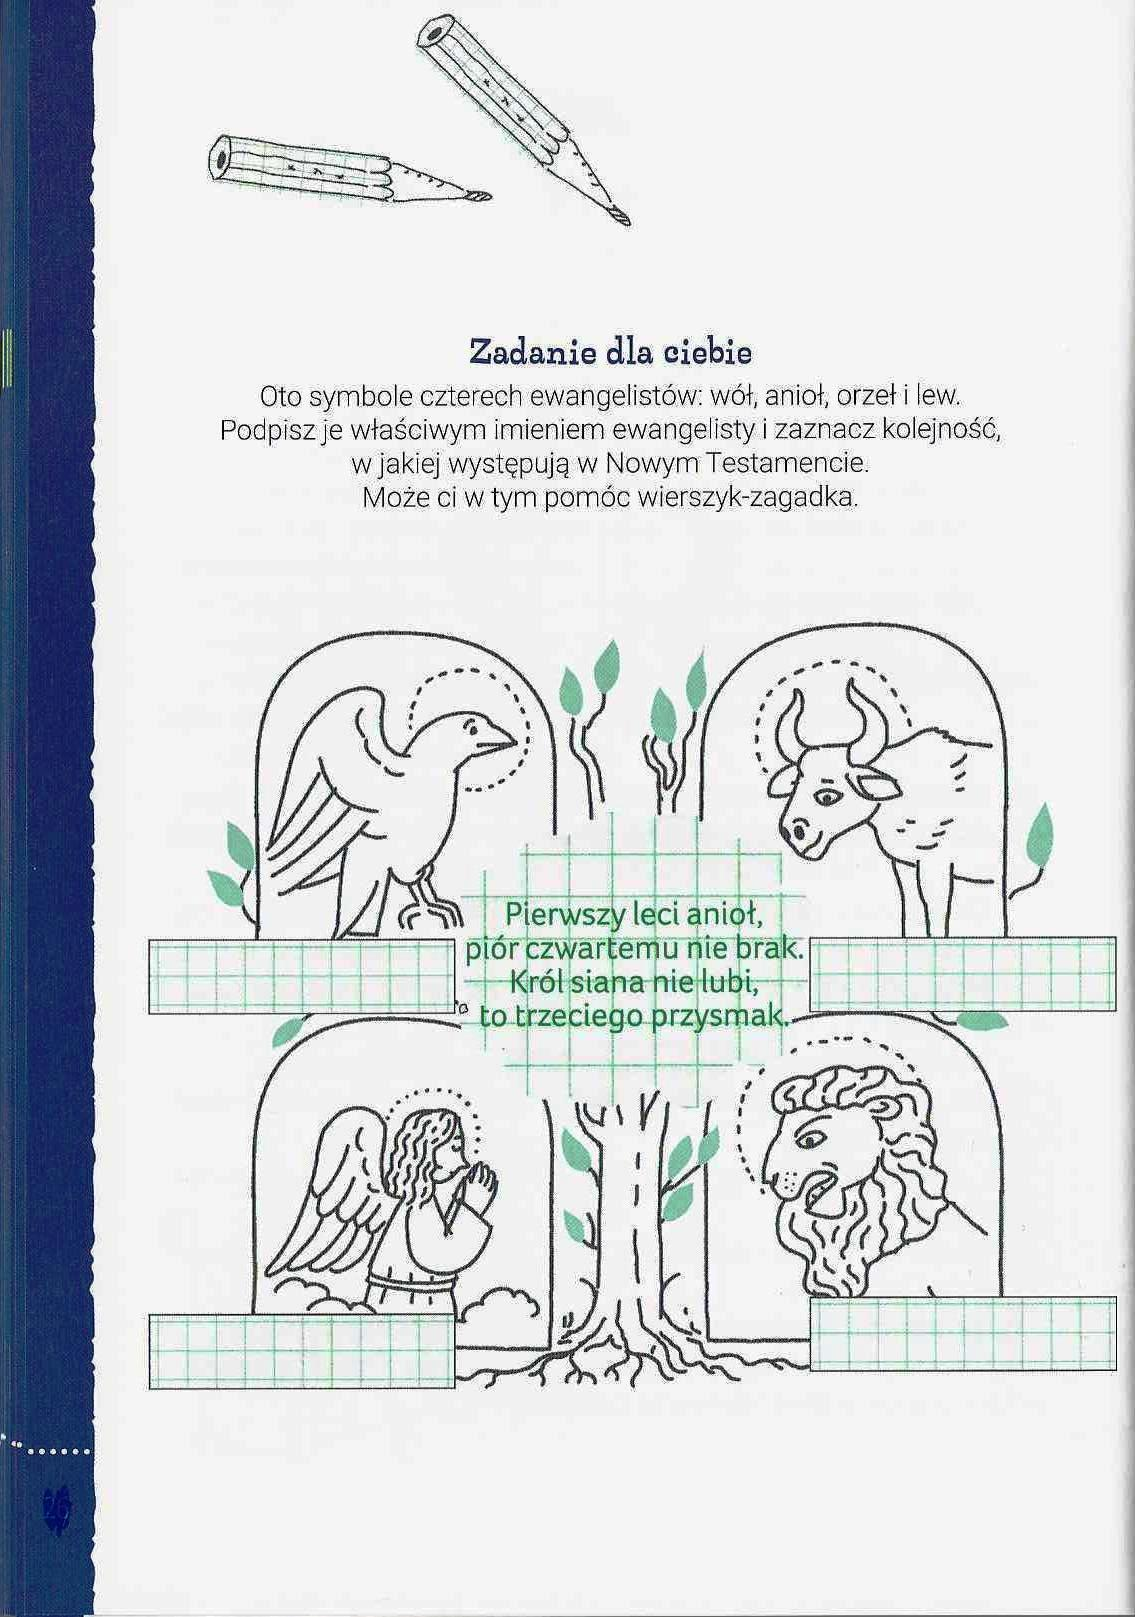 Zadanie dla ciebie
Oto symbole czterech ewangelistów: wół, anioł, orzeł i lew.
Podpisz je właściwym imieniem ewangelisty i zaznacz kolejność,
w jakiej występują w Nowym Testamencie.
Może ci w tym pomóc wierszyk-zagadka.
Pierwszy leci anioł,
piór czwartemu nie brak.
Król siana nie lubi,
to trzeciego przysmak.
26